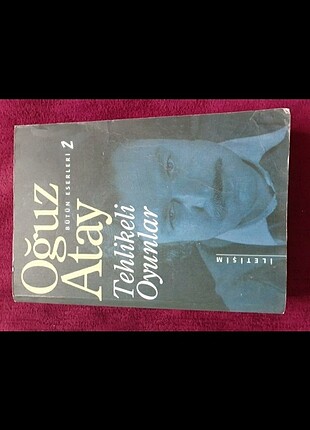 Oğuz
BÜTÜN ESERLERİ 2
Atay
Tehlikeli
Oyunlar
İLETİŞİM